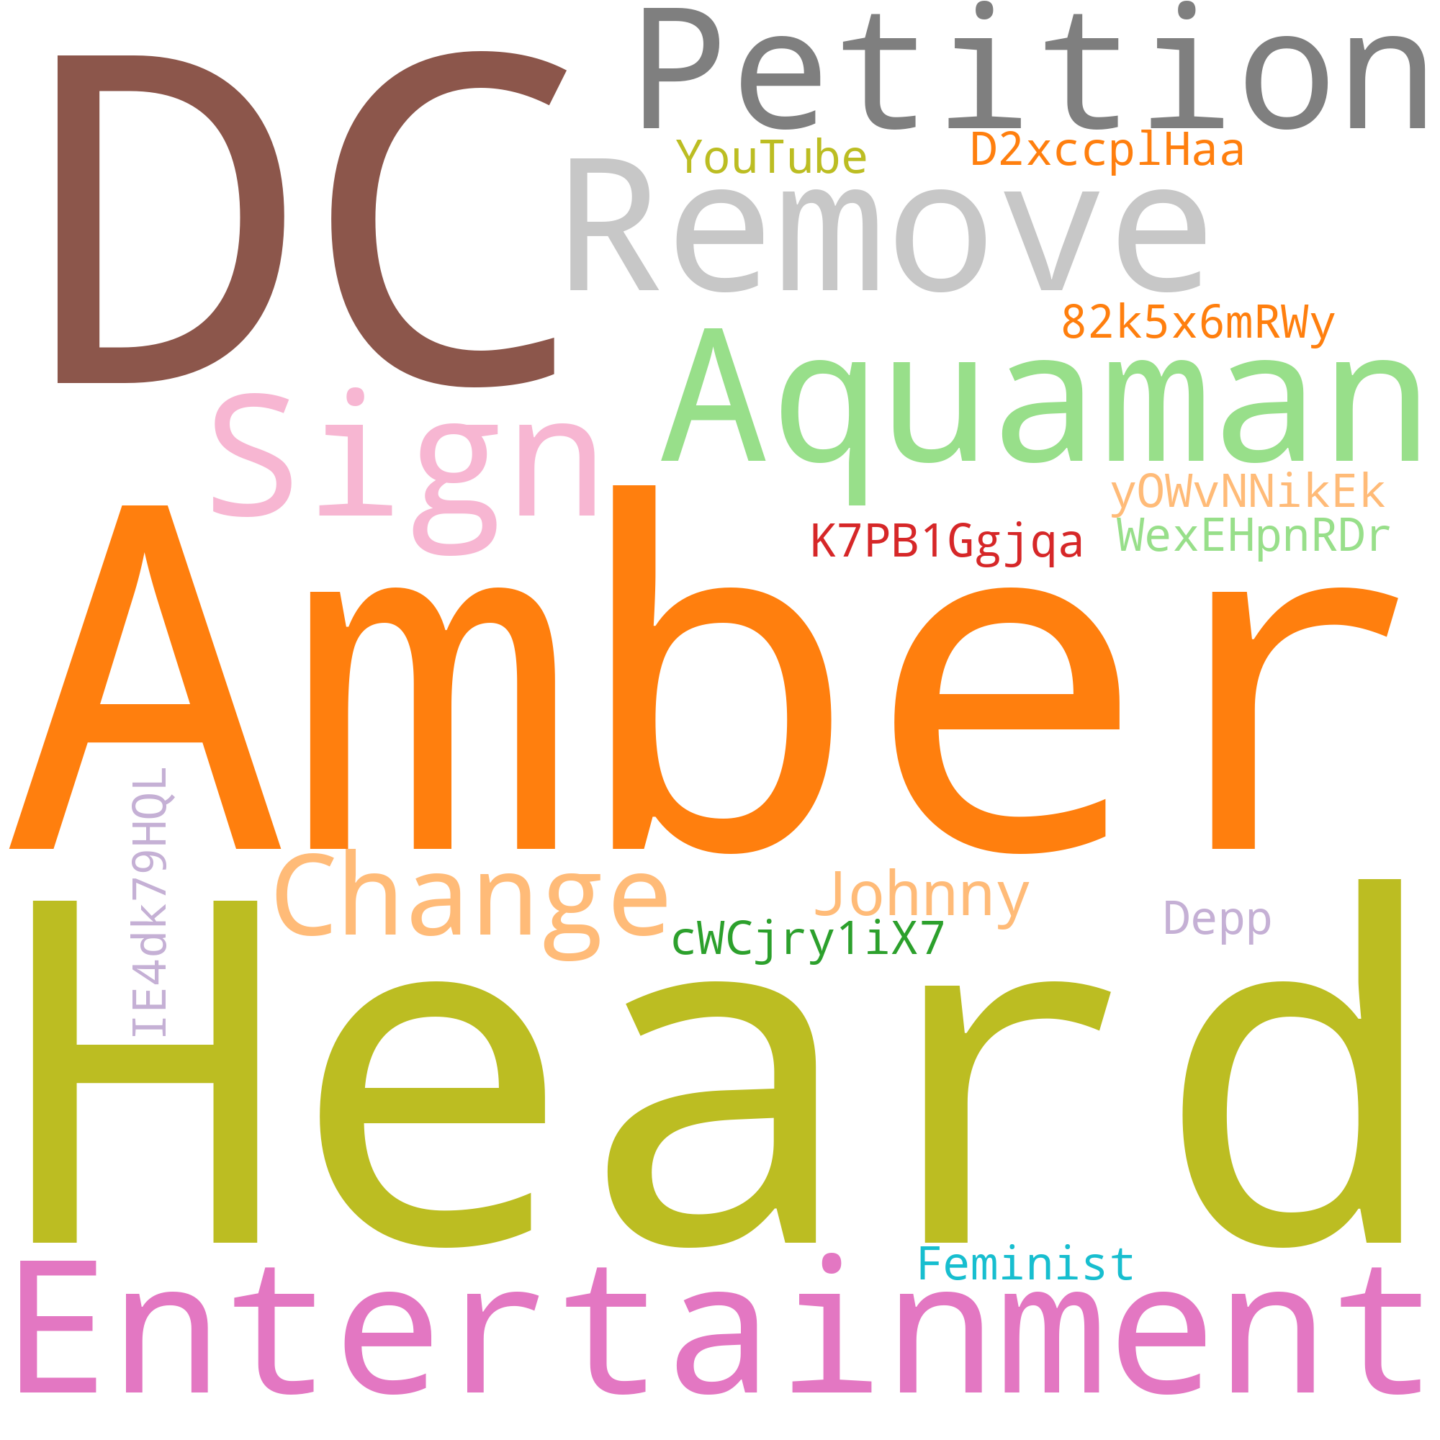 Petition
DC
YouTube
D2xccplHaa
Remove
82k5x6mRWy
Aquaman
Sign
yOWvNNikEk
WexEHpnRDr
K7PB1Ggjqa
Amber
IE4dk79HQL
Change
Johnny
Depp
cWCjry1iX7
Heard
Feminist
Entertainment